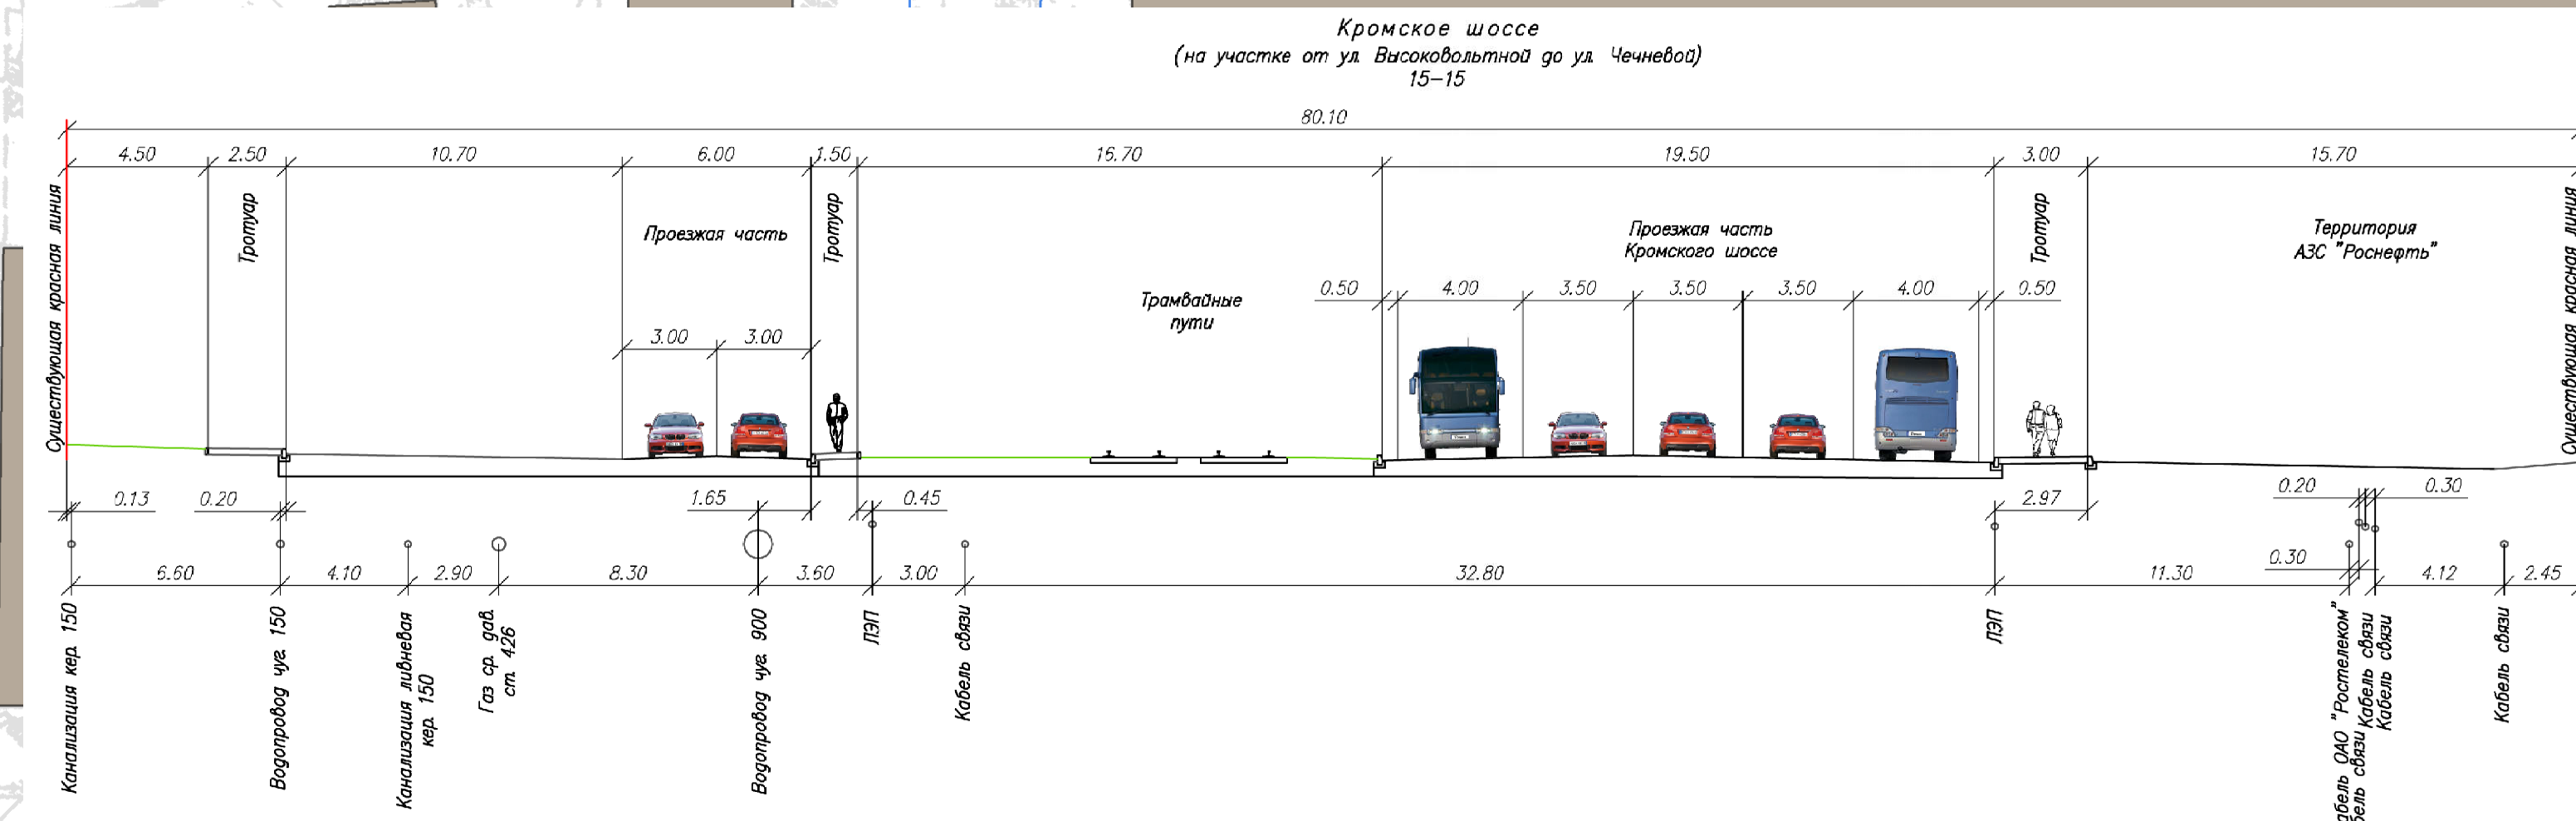 Кромское шоссе
(на участке от ул. Высоковольтной до ул. Чечневой)
15-15
80.10
4.50 2.50 10.70 6.00 1.50 16.70 19.50 3.00 15.70
Существующая красная линия
Тротуар
Проезжая часть
Тротуар
Трамвайные
пути
Проезжая часть
Кромского шоссе
Тротуар
Территория
АЗС "Роснефть"
Существующая красная линия
0.50 4.00 3.50 3.50 3.50 4.00 0.50
3.00 3.00
0.13 0.20 1.65 0.45 2.97 0.20 0.30
0.30
6.60 4.10 2.90 8.30 3.60 3.00 32.80 11.30 4.12 2.45
Канализация кер. 150
Водопровод чуг. 150
Канализация ливневая
кер. 150
Газ ср. дав.
ст. 426
Водопровод чуг. 900
ЛЭП
Кабель связи
ЛЭП
ОАО "Ростелеком"
связи
Кабель связи
Кабель связи
Кабель связи